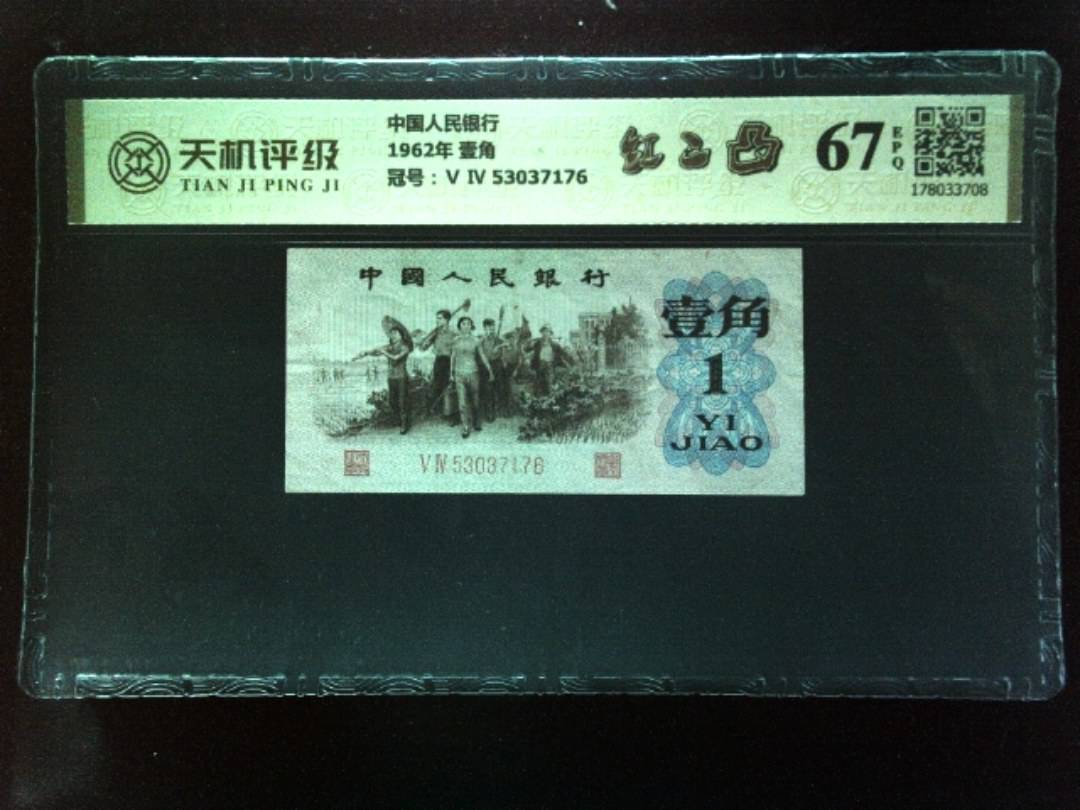 天机评级
TIAN JI PING JI
中国人民银行
1962年 壹角
冠号：V IV 53037176
红三凸
67
EPQ
178033708
中國人民銀行
壹角
1
YI
JIAO
V IV 53037176